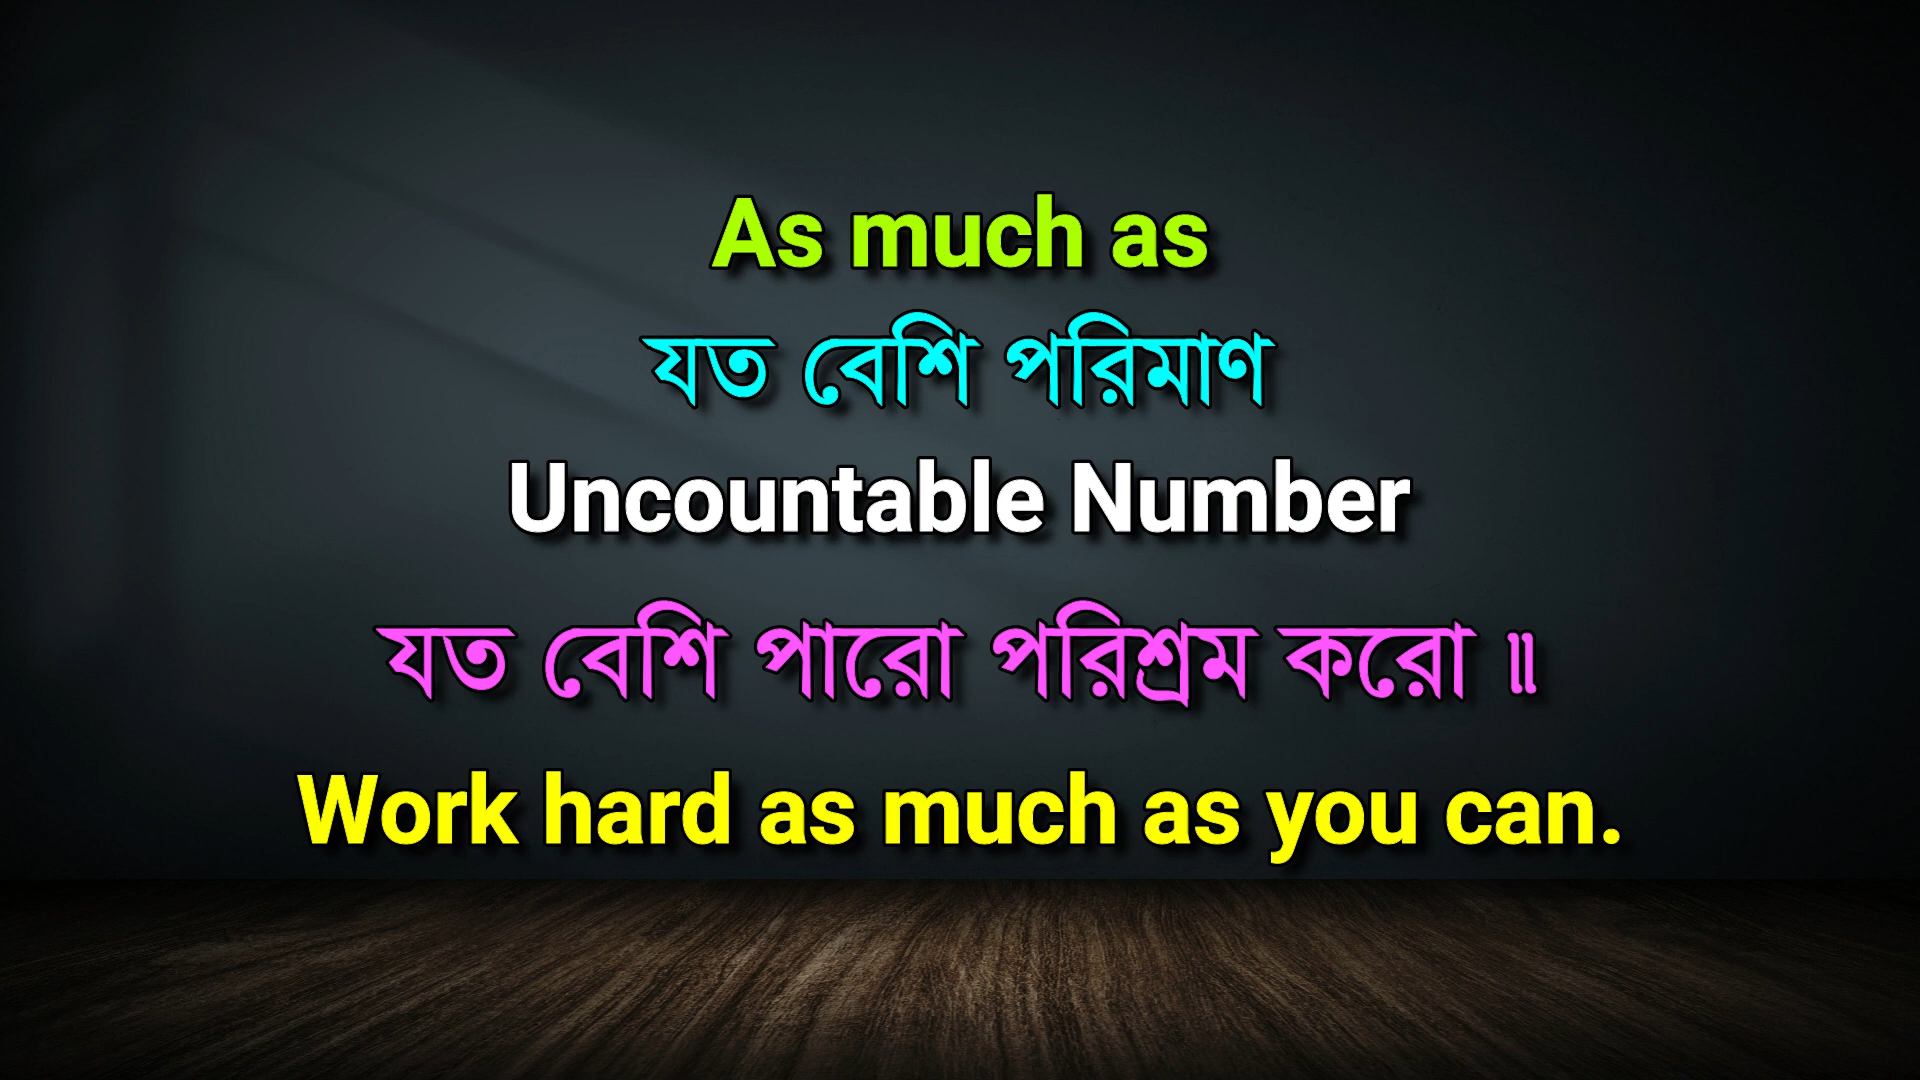 As much as
যত বেশি পরিমাণ
Uncountable Number
যত বেশি পারো পরিশ্রম করো ॥
Work hard as much as you can.